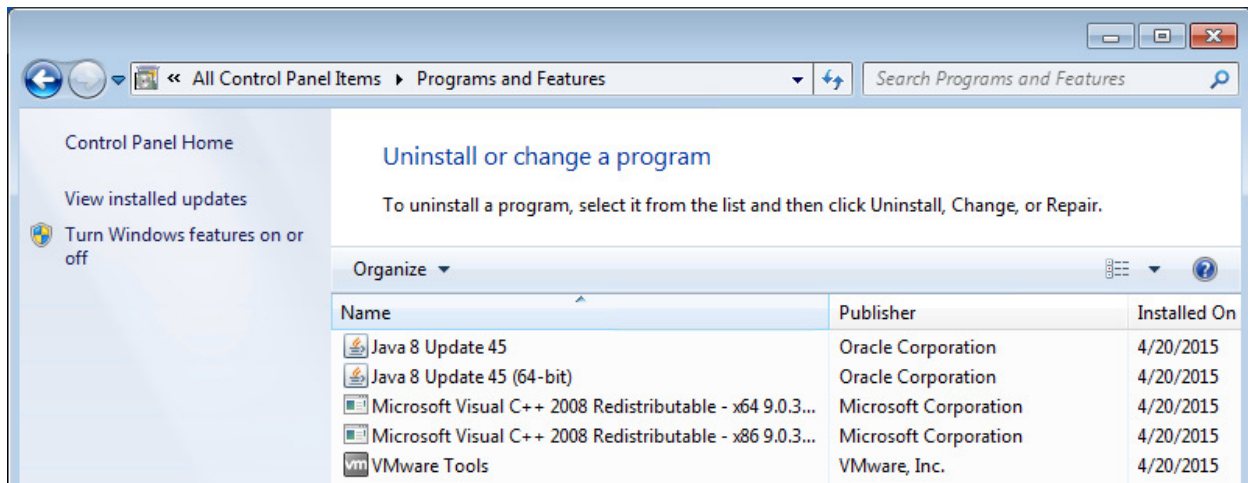 « All Control Panel Items ▸ Programs and Features
Search Programs and Features
Control Panel Home
View installed updates
Turn Windows features on or
off
Uninstall or change a program
To uninstall a program, select it from the list and then click Uninstall, Change, or Repair.
Organize
Name Publisher Installed On
Java 8 Update 45 Oracle Corporation 4/20/2015
Java 8 Update 45 (64-bit) Oracle Corporation 4/20/2015
Microsoft Visual C++ 2008 Redistributable - x64 9.0.3... Microsoft Corporation 4/20/2015
Microsoft Visual C++ 2008 Redistributable - x86 9.0.3... Microsoft Corporation 4/20/2015
vm VMware Tools VMware, Inc. 4/20/2015